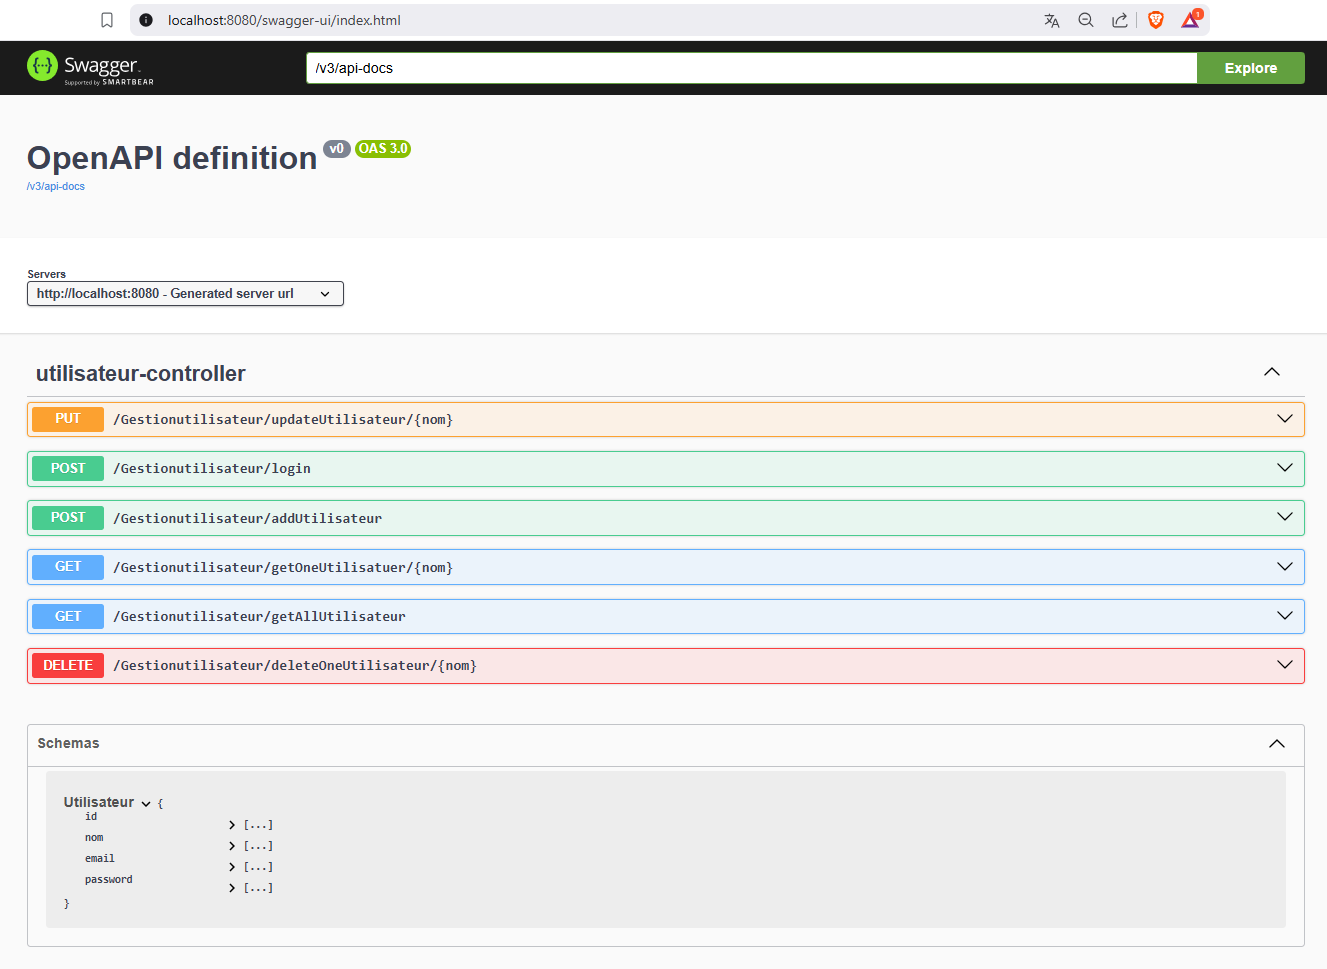 localhost:8080/swagger-ui/index.html
1
{···}
Swagger.
Supported by SMARTBEAR
/v3/api-docs
Explore
OpenAPI definition v0 OAS 3.0
/v3/api-docs
Servers
http://localhost:8080 - Generated server url
utilisateur-controller
PUT /Gestionutilisateur/updateUtilisateur/{nom}
POST /Gestionutilisateur/login
POST /Gestionutilisateur/addUtilisateur
GET /Gestionutilisateur/getOneUtilisatuer/{nom}
GET /Gestionutilisateur/getAllUtilisateur
DELETE /Gestionutilisateur/deleteOneUtilisateur/{nom}
Schemas
Utilisateur {
id [...]
nom [...]
email [...]
password [...]
}